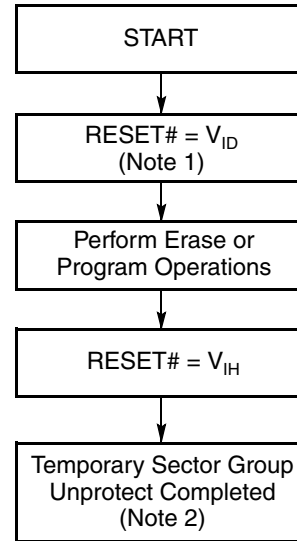 START
RESET# = V_ID
(Note 1)
Perform Erase or
Program Operations
RESET# = V_IH
Temporary Sector Group
Unprotect Completed
(Note 2)